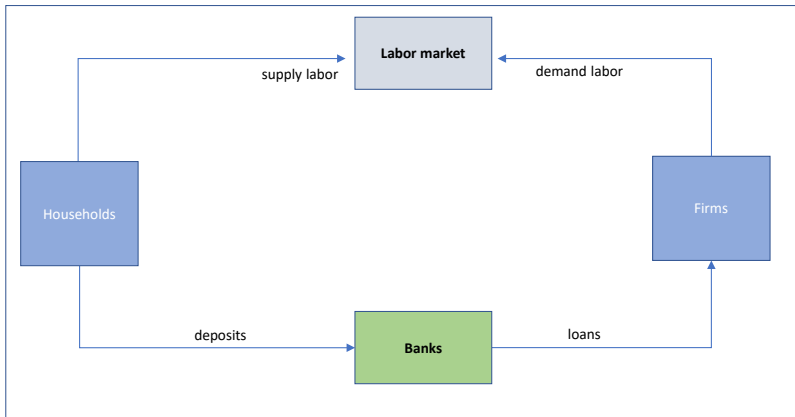 Labor market
supply labor
demand labor
Households
Firms
deposits
Banks
loans